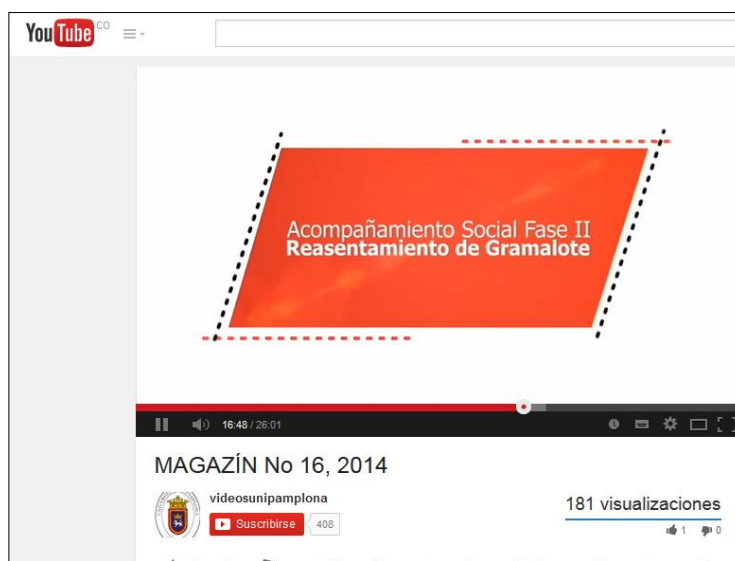 YouTube CO
Acompañamiento Social Fase II
Reasentamiento de Gramalote
16:48 / 26:01
MAGAZÍN No 16, 2014
videosunipamplona
Suscribirse 408
181 visualizaciones
1 0